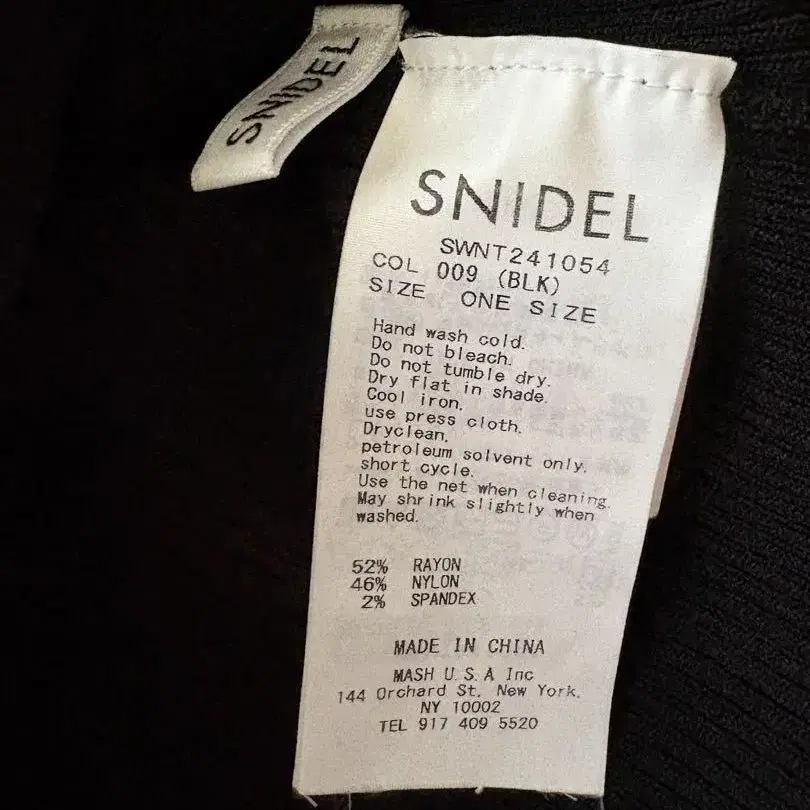 SNIDEL
SNIDEL
SWNT241054
COL 009 (BLK)
SIZE ONE SIZE
Hand wash cold.
Do not bleach.
Do not tumble dry.
Dry flat in shade.
Cool iron.
use press cloth.
Dryclean,
petroleum solvent only,
short cycle.
Use the net when cleaning.
May shrink slightly when
washed.
52% RAYON
46% NYLON
2% SPANDEX
MADE IN CHINA
MASH U.S.A Inc
144 Orchard St. New York.
NY 10002
TEL 917 409 5520